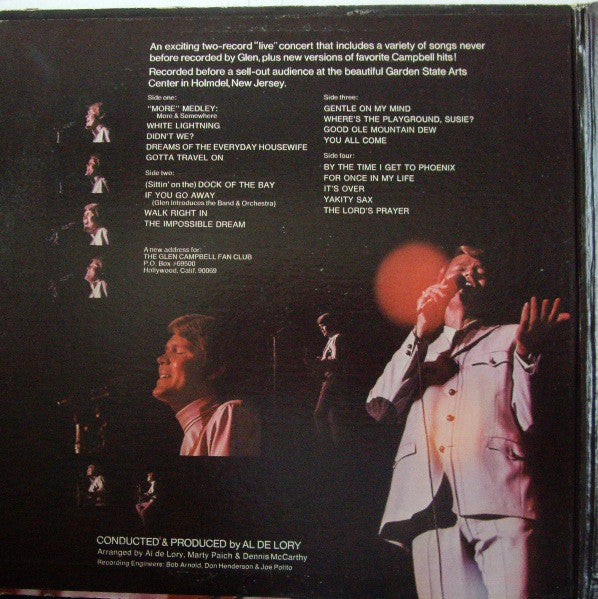 An exciting two-record "live" concert that includes a variety of songs never
before recorded by Glen, plus new versions of favorite Campbell hits!
Recorded before a sell-out audience at the beautiful Garden State Arts
Center in Holmdel, New Jersey.
Side one:
"MORE" MEDLEY:
More & Somewhere
WHITE LIGHTNING
DIDN'T WE?
DREAMS OF THE EVERYDAY HOUSEWIFE
GOTTA TRAVEL ON
Side two:
(Sittin' on the) DOCK OF THE BAY
IF YOU GO AWAY
(Glen Introduces the Band & Orchestra)
WALK RIGHT IN
THE IMPOSSIBLE DREAM
Side three:
GENTLE ON MY MIND
WHERE'S THE PLAYGROUND, SUSIE?
GOOD OLE MOUNTAIN DEW
YOU ALL COME
Side four:
BY THE TIME I GET TO PHOENIX
FOR ONCE IN MY LIFE
IT'S OVER
YAKITY SAX
THE LORD'S PRAYER
A new address for:
THE GLEN CAMPBELL FAN CLUB
P.O. Box #69500
Hollywood, Calif. 90069
CONDUCTED & PRODUCED by AL DE LORY
Arranged by Al de Lory, Marty Paich & Dennis McCarthy
Recording Engineers: Bob Arnold, Don Henderson & Joe Polito